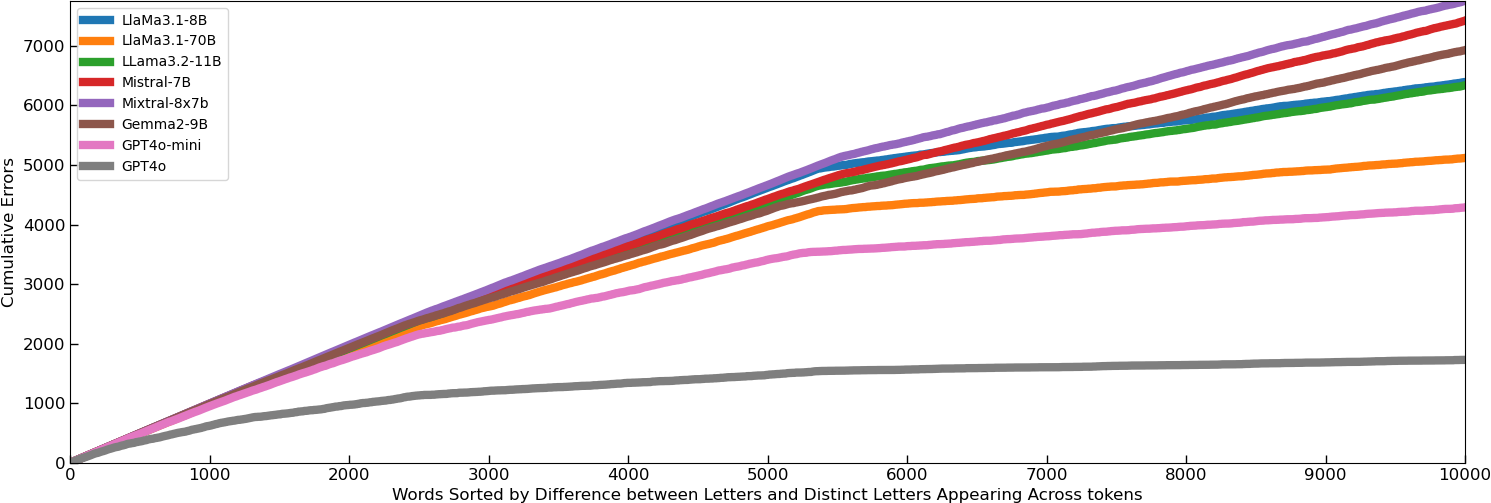 LlaMa3.1-8B
LlaMa3.1-70B
LLama3.2-11B
Mistral-7B
Mixtral-8x7b
Gemma2-9B
GPT4o-mini
GPT4o
Cumulative Errors
7000
6000
5000
4000
3000
2000
1000
0
0 1000 2000 3000 4000 5000 6000 7000 8000 9000 10000
Words Sorted by Difference between Letters and Distinct Letters Appearing Across tokens